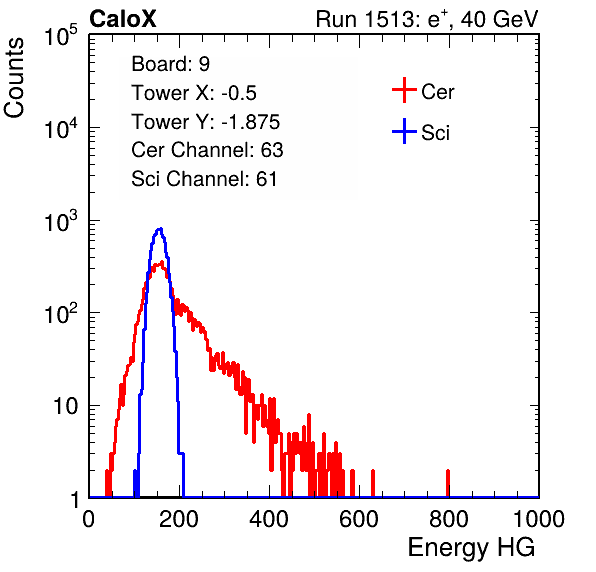 CaloX Run 1513: e⁺, 40 GeV
Counts
10⁵
10⁴
10³
10²
10
1
Board: 9
Tower X: -0.5
Tower Y: -1.875
Cer Channel: 63
Sci Channel: 61
Cer
Sci
0 200 400 600 800 1000
Energy HG